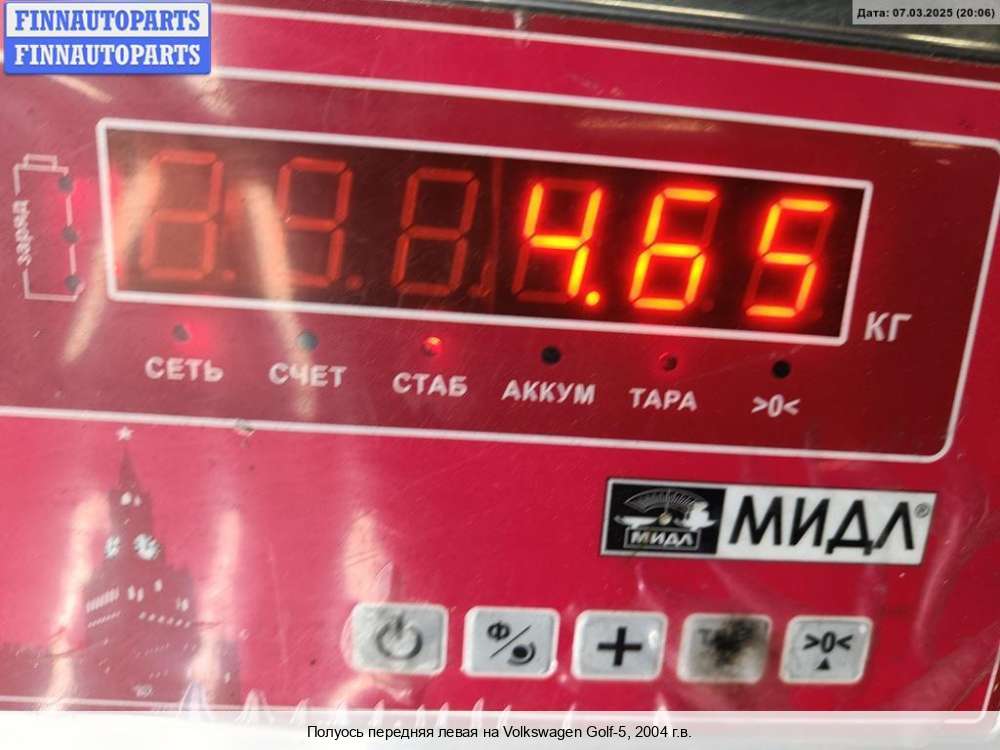 FINNAUTOPARTS
FINNAUTOPARTS
Дата: 07.03.2025 (20:06)
заряд
4.65
КГ
СЕТЬ СЧЕТ СТАБ АККУМ ТАРА >0<
МИДЛ МИДЛ®
Ф + >0<
Полуось передняя левая на Volkswagen Golf-5, 2004 г.в.